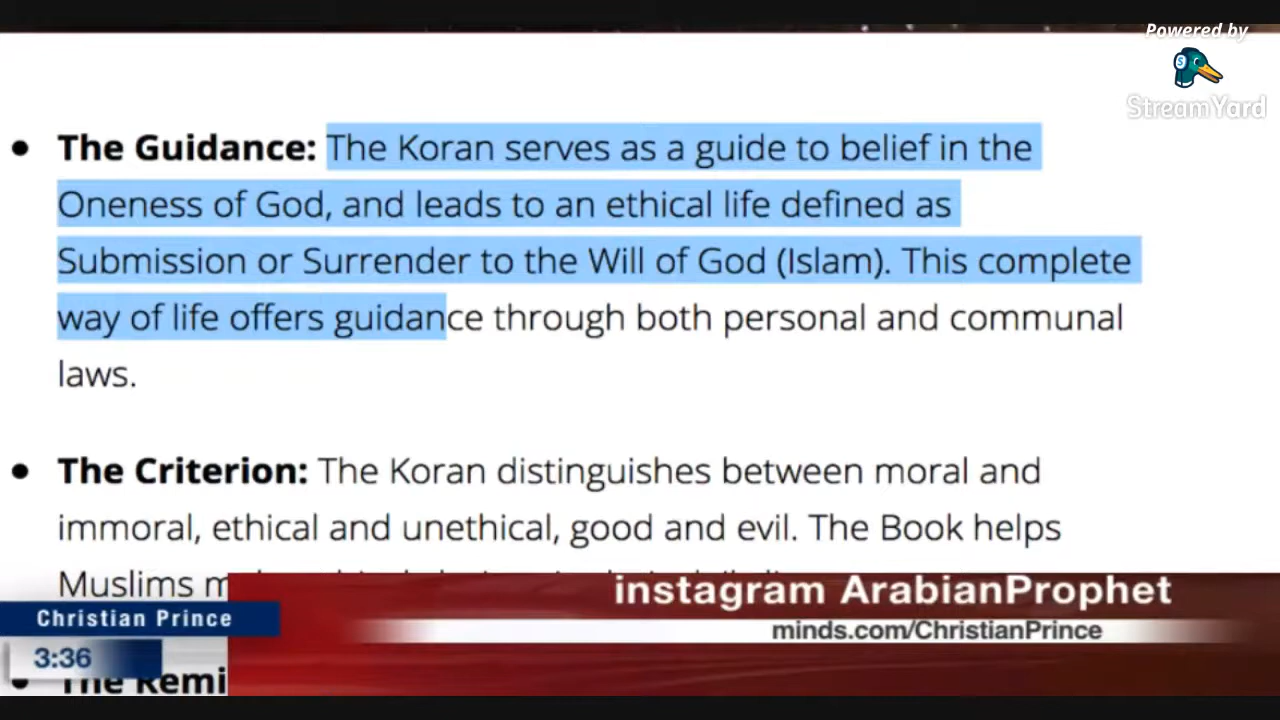 Powered by
StreamYard
• The Guidance: The Koran serves as a guide to belief in the
Oneness of God, and leads to an ethical life defined as
Submission or Surrender to the Will of God (Islam). This complete
way of life offers guidance through both personal and communal
laws.
• The Criterion: The Koran distinguishes between moral and
immoral, ethical and unethical, good and evil. The Book helps
Muslims
instagram ArabianProphet
Christian Prince
minds.com/ChristianPrince
3:36
• The Remi